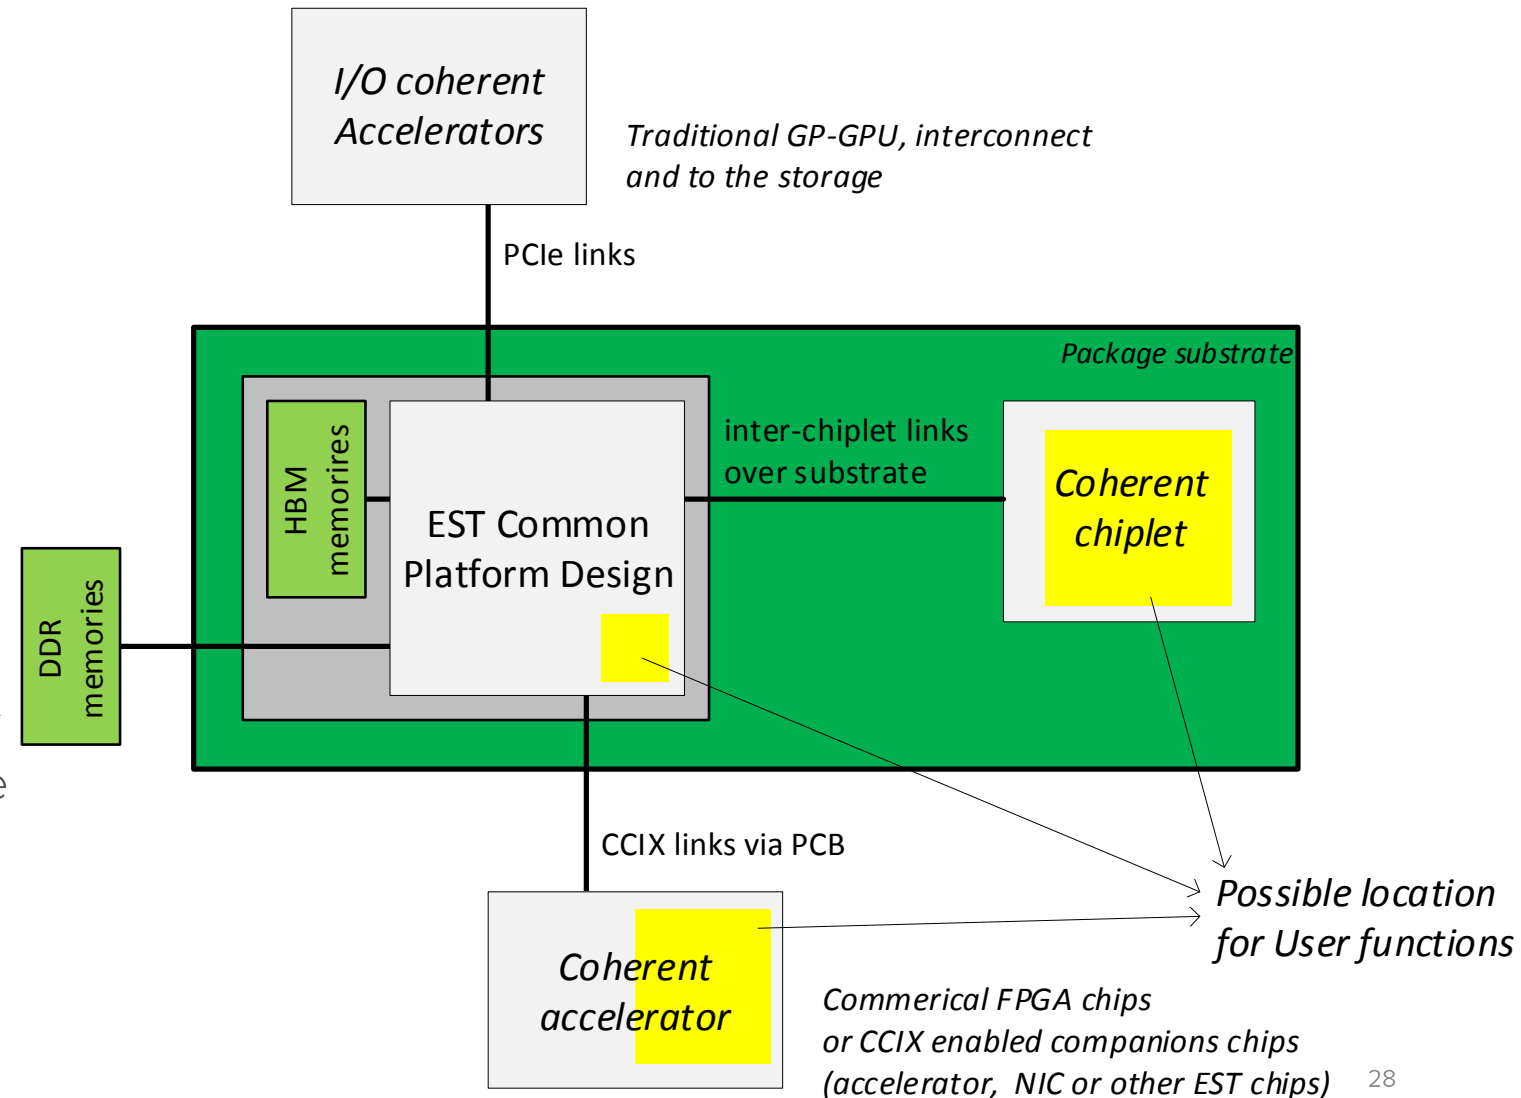 I/O coherent
Accelerators
Traditional GP-GPU, interconnect
and to the storage
PCIe links
Package substrate
HBM
memorires
EST Common
Platform Design
inter-chiplet links
over substrate
Coherent
chiplet
DDR
memories
CCIX links via PCB
Coherent
accelerator
Possible location
for User functions
Commerical FPGA chips
or CCIX enabled companions chips
(accelerator, NIC or other EST chips)
28